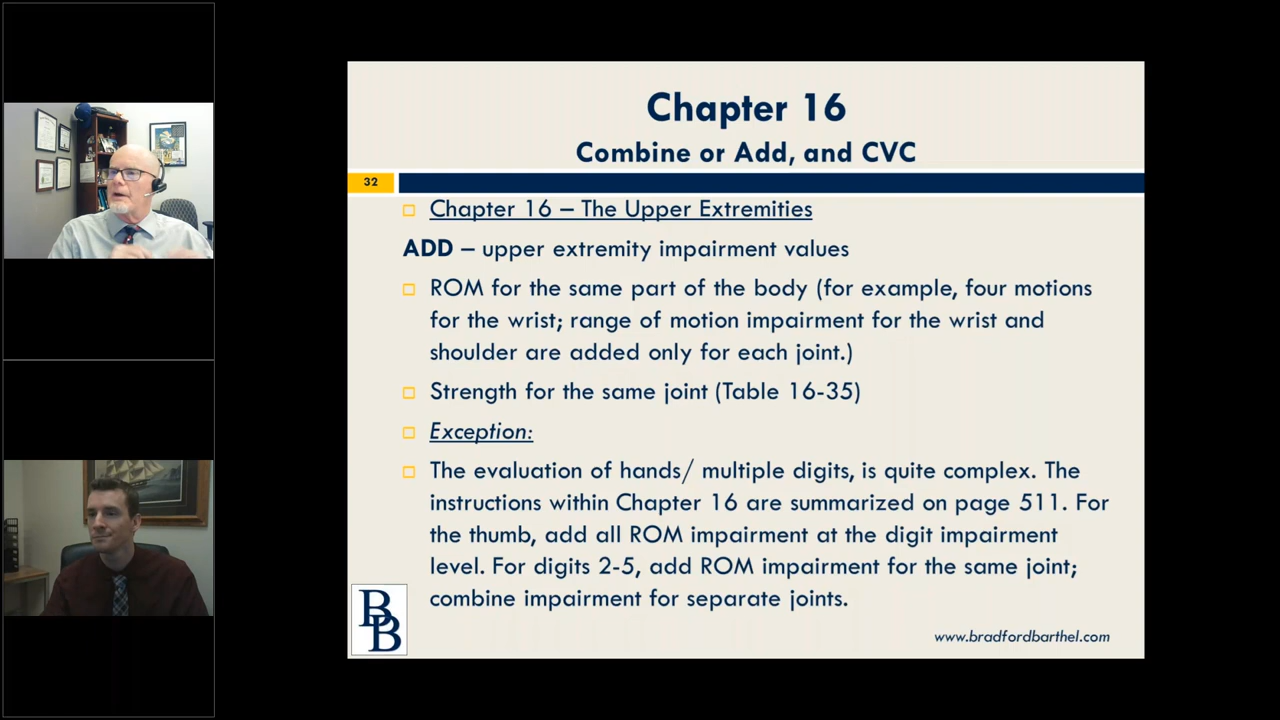 Chapter 16
Combine or Add, and CVC
32
Chapter 16 – The Upper Extremities
ADD – upper extremity impairment values
ROM for the same part of the body (for example, four motions
for the wrist; range of motion impairment for the wrist and
shoulder are added only for each joint.)
Strength for the same joint (Table 16-35)
Exception:
The evaluation of hands/ multiple digits, is quite complex. The
instructions within Chapter 16 are summarized on page 511. For
the thumb, add all ROM impairment at the digit impairment
level. For digits 2-5, add ROM impairment for the same joint;
combine impairment for separate joints.
BB
www.bradfordbarthel.com